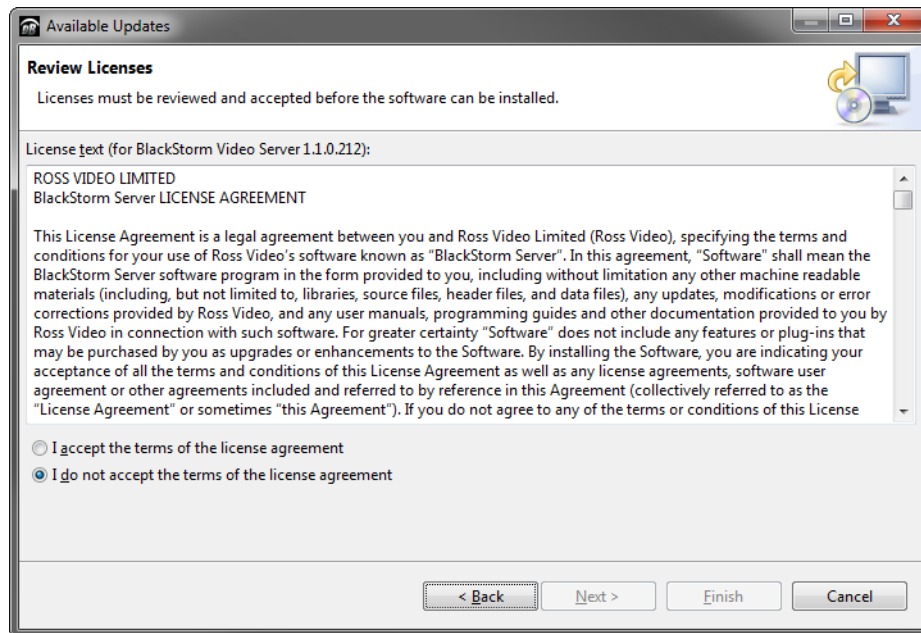 DB Available Updates
Review Licenses
Licenses must be reviewed and accepted before the software can be installed.
License text (for BlackStorm Video Server 1.1.0.212):
ROSS VIDEO LIMITED
BlackStorm Server LICENSE AGREEMENT
This License Agreement is a legal agreement between you and Ross Video Limited (Ross Video), specifying the terms and
conditions for your use of Ross Video's software known as “BlackStorm Server”. In this agreement, “Software” shall mean the
BlackStorm Server software program in the form provided to you, including without limitation any other machine readable
materials (including, but not limited to, libraries, source files, header files, and data files), any updates, modifications or error
corrections provided by Ross Video, and any user manuals, programming guides and other documentation provided to you by
Ross Video in connection with such software. For greater certainty “Software” does not include any features or plug-ins that
may be purchased by you as upgrades or enhancements to the Software. By installing the Software, you are indicating your
acceptance of all the terms and conditions of this License Agreement as well as any license agreements, software user
agreement or other agreements included and referred to by reference in this Agreement (collectively referred to as the
“License Agreement” or sometimes “this Agreement”). If you do not agree to any of the terms or conditions of this License
I accept the terms of the license agreement
I do not accept the terms of the license agreement
< Back Next > Finish Cancel